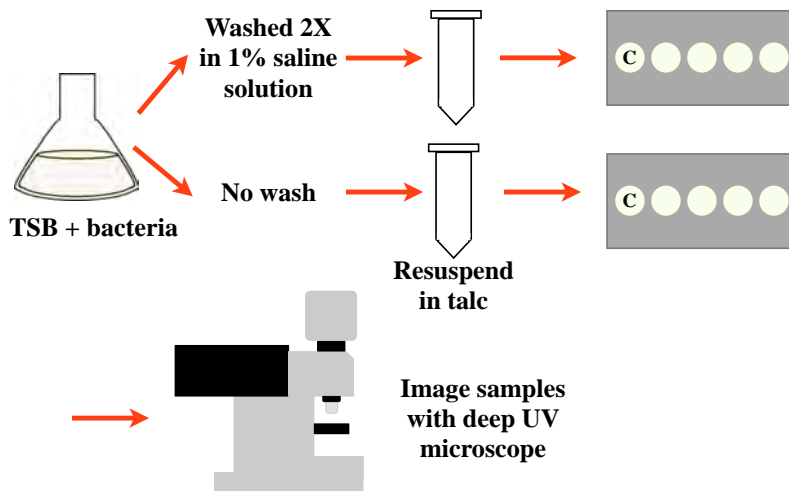 Washed 2X
in 1% saline
solution
C
TSB + bacteria
No wash
C
Resuspend
in talc
Image samples
with deep UV
microscope